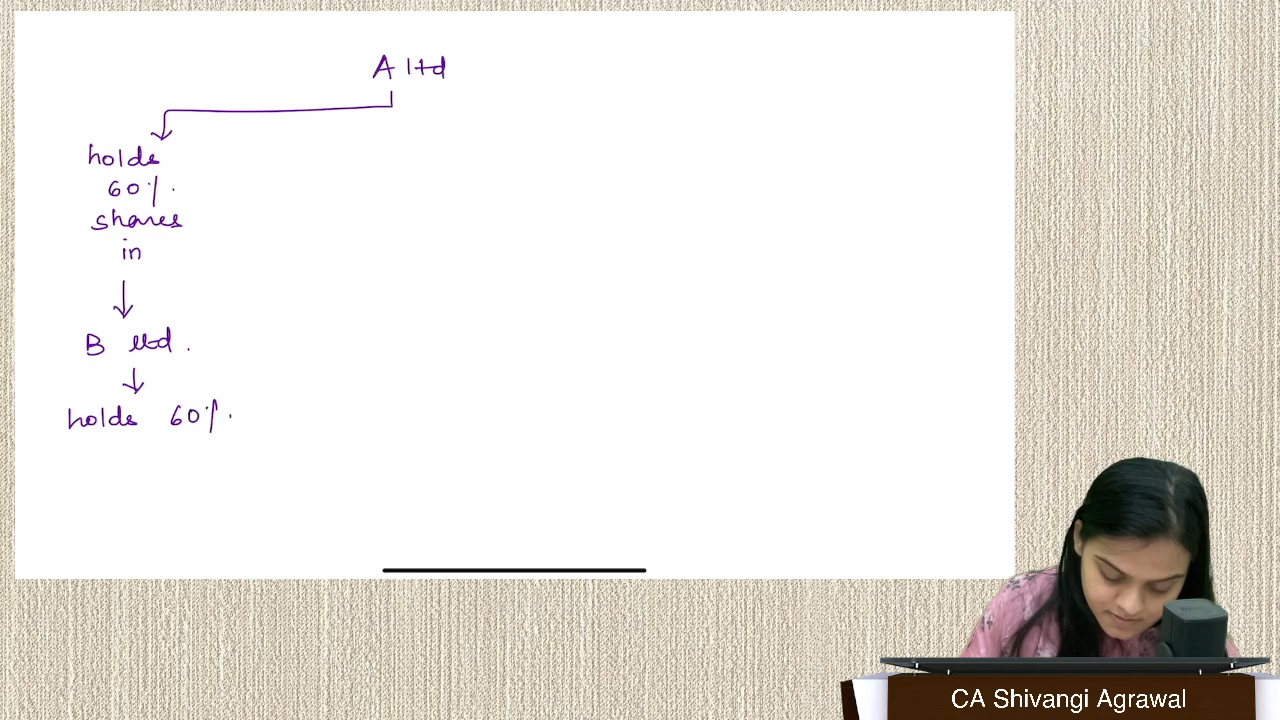 A ltd
holds
60%.
shares
in
B ltd.
holds 60%.
CA Shivangi Agrawal